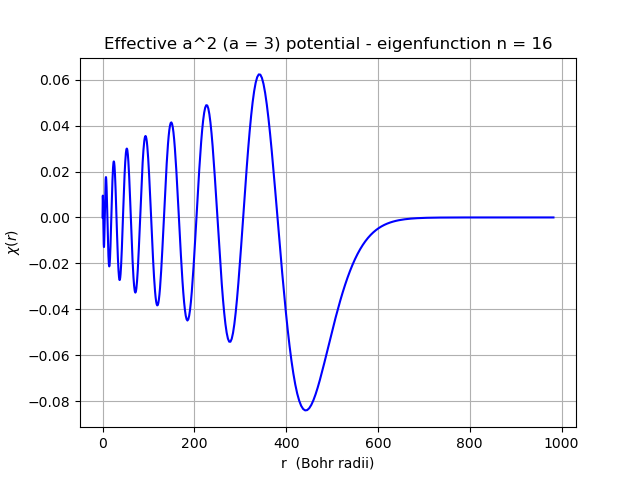 Effective a^2 (a = 3) potential - eigenfunction n = 16
0.06
0.04
0.02
0.00
−0.02
−0.04
−0.06
−0.08
χ(r)
0 200 400 600 800 1000
r (Bohr radii)